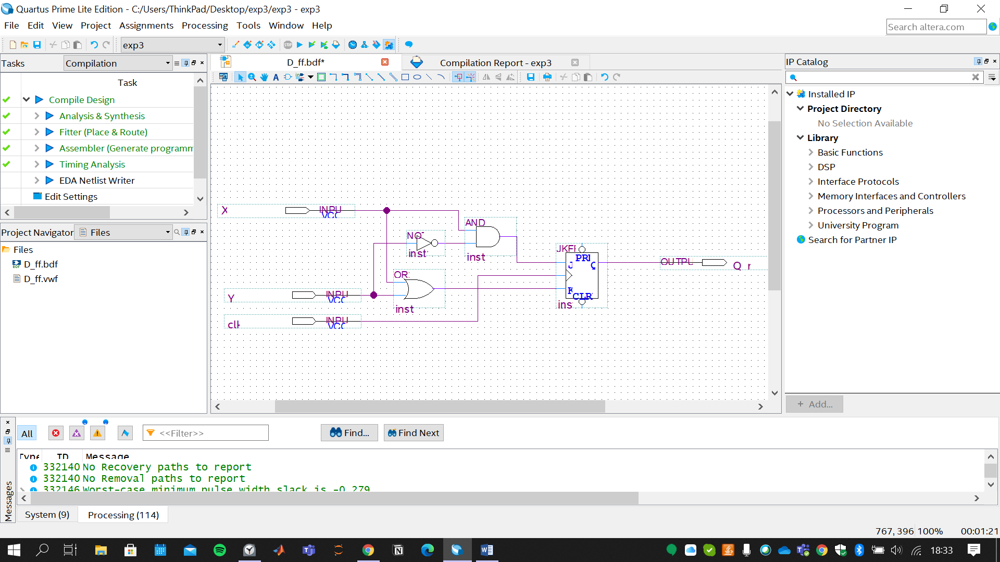 Quartus Prime Lite Edition - C:/Users/ThinkPad/Desktop/exp3/exp3 - exp3
File Edit View Project Assignments Processing Tools Window Help
Search altera.com
exp3
Tasks Compilation
Task
Compile Design
Analysis & Synthesis
Fitter (Place & Route)
Assembler (Generate programm
Timing Analysis
EDA Netlist Writer
Edit Settings
Project Navigator Files
Files
D_ff.bdf
D_ff.vwf
D_ff.bdf*
Compilation Report - exp3
X
INPU
VCC
AND
inst
NO
inst
OR
inst
Y
INPU
VCC
clk
INPU
VCC
JKF
PRI
J
Q
K
CLR
ins
OUTPU
Q
IP Catalog
Installed IP
Project Directory
No Selection Available
Library
Basic Functions
DSP
Interface Protocols
Memory Interfaces and Controllers
Processors and Peripherals
University Program
Search for Partner IP
+ Add...
All
<<Filter>>
Find...
Find Next
Type ID Message
332140 No Recovery paths to report
332140 No Removal paths to report
332146 Worst-case minimum pulse width slack is -0.279
Messages
System (9)
Processing (114)
767, 396 100% 00:01:21
18:33